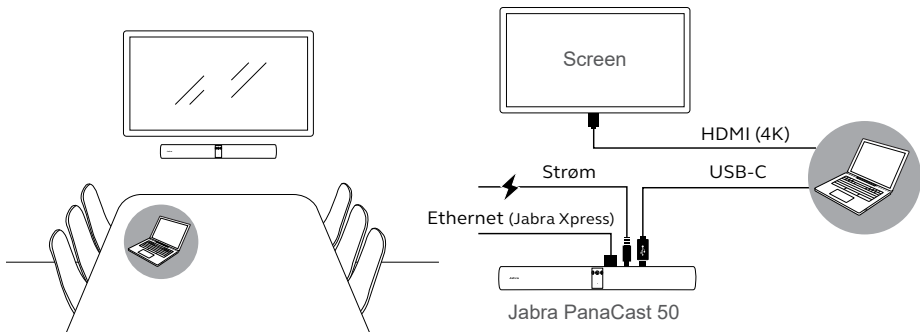 Screen
HDMI (4K)
Strøm
USB-C
Ethernet (Jabra Xpress)
Jabra PanaCast 50